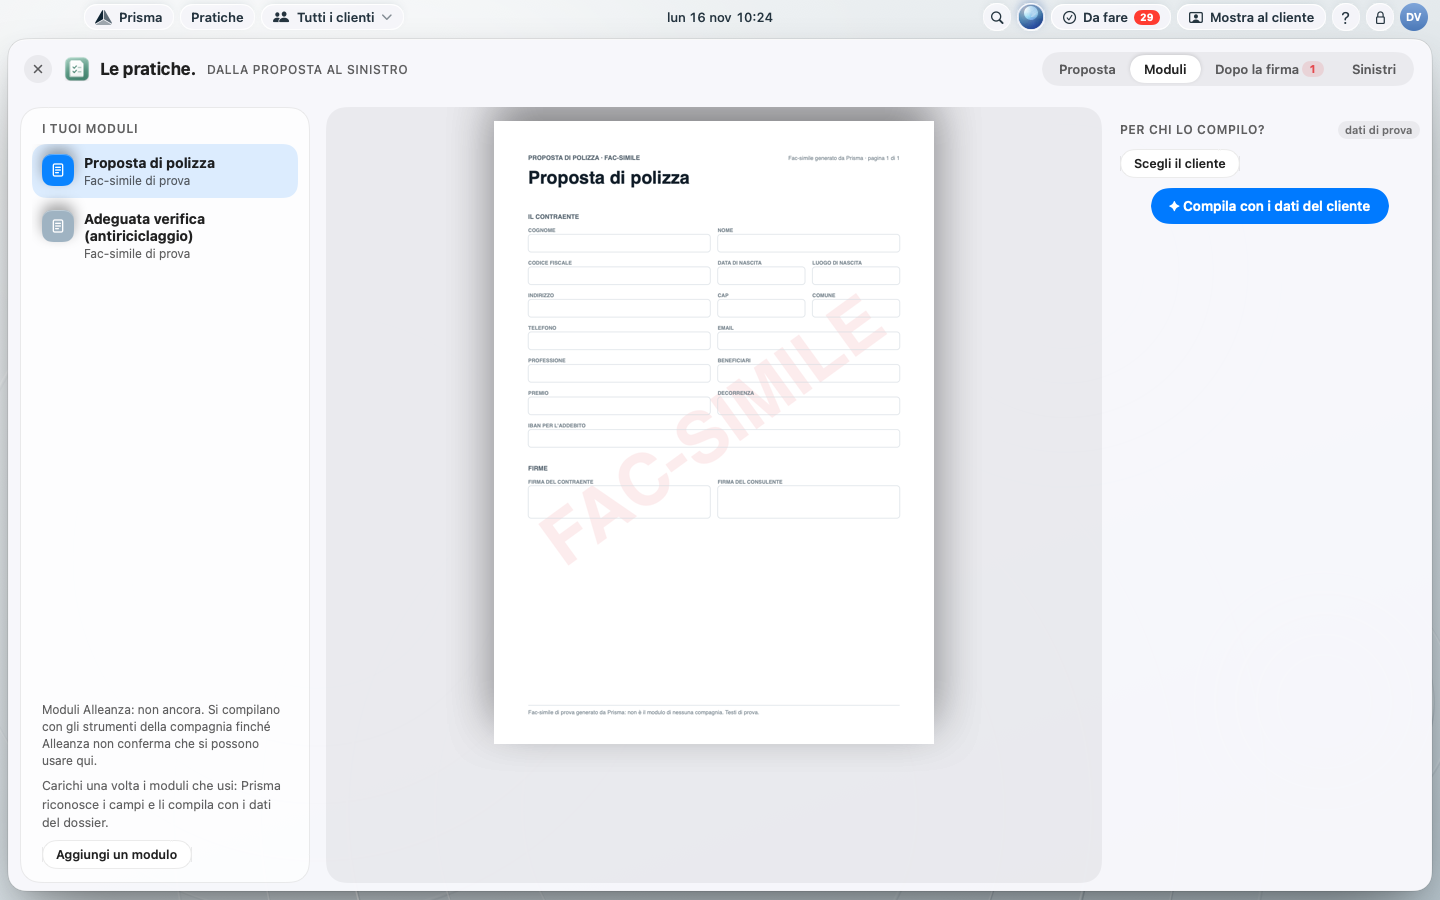 Prisma
Pratiche
Tutti i clienti
lun 16 nov 10:24
Da fare 29
Mostra al cliente
?
DV
Le pratiche. DALLA PROPOSTA AL SINISTRO
Proposta
Moduli
Dopo la firma 1
Sinistri
I TUOI MODULI
Proposta di polizza
Fac-simile di prova
Adeguata verifica
(antiriciclaggio)
Fac-simile di prova
Moduli Alleanza: non ancora. Si compilano
con gli strumenti della compagnia finché
Alleanza non conferma che si possono
usare qui.
Carichi una volta i moduli che usi: Prisma
riconosce i campi e li compila con i dati
del dossier.
Aggiungi un modulo
PROPOSTA DI POLIZZA · FAC-SIMILE
Fac-simile generato da Prisma · pagina 1 di 1
Proposta di polizza
IL CONTRAENTE
COGNOME
NOME
CODICE FISCALE
DATA DI NASCITA
LUOGO DI NASCITA
INDIRIZZO
CAP
COMUNE
TELEFONO
EMAIL
PROFESSIONE
BENEFICIARI
PREMIO
DECORRENZA
IBAN PER L'ADDEBITO
FIRME
FIRMA DEL CONTRAENTE
FIRMA DEL CONSULENTE
FAC-SIMILE
Fac-simile di prova generato da Prisma: non è il modulo di nessuna compagnia. Testi di prova.
PER CHI LO COMPILO?
dati di prova
Scegli il cliente
Compila con i dati del cliente